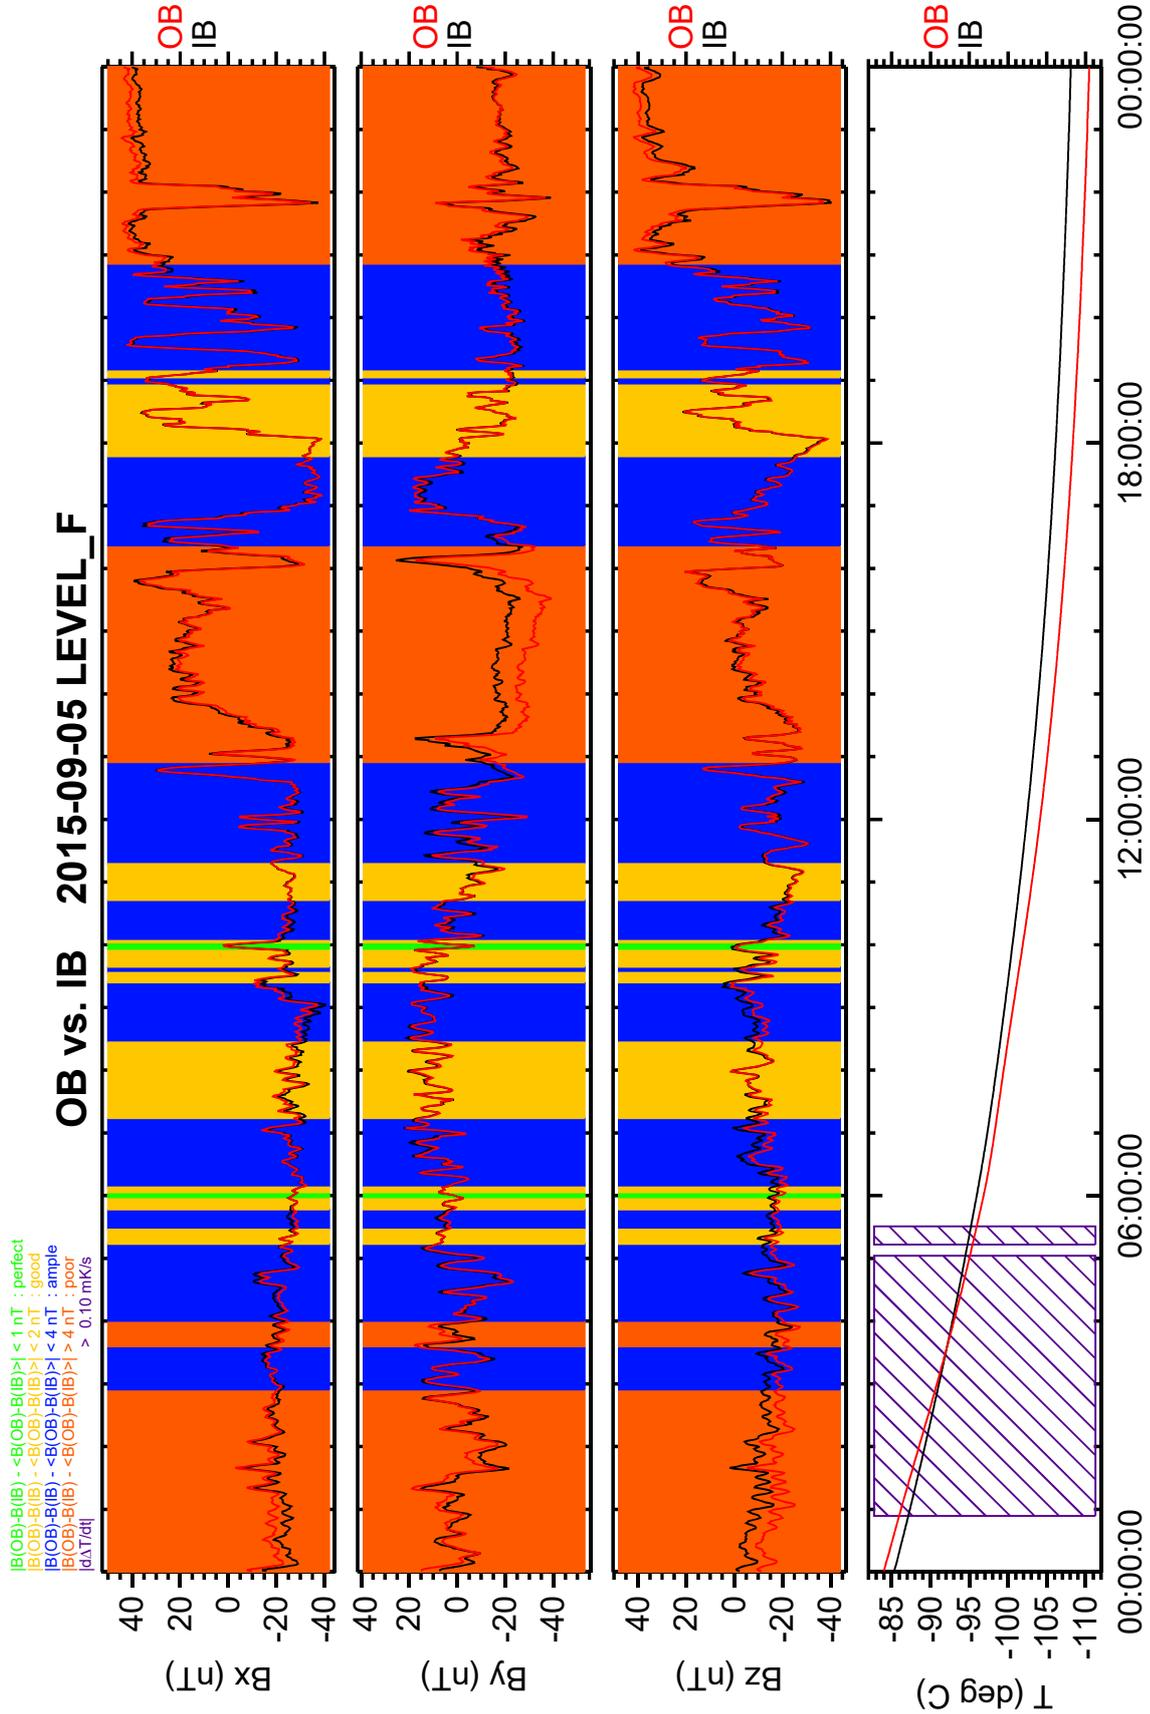 OB vs. IB 2015-09-05 LEVEL_F
|B(OB)-B(IB) - <B(OB)-B(IB)>| < 1 nT : perfect
|B(OB)-B(IB) - <B(OB)-B(IB)>| < 2 nT : good
|B(OB)-B(IB) - <B(OB)-B(IB)>| < 4 nT : ample
|B(OB)-B(IB) - <B(OB)-B(IB)>| > 4 nT : poor
|dΔT/dt| > 0.10 mK/s
Bx (nT)
40
20
0
-20
-40
OB
IB
By (nT)
40
20
0
-20
-40
OB
IB
Bz (nT)
40
20
0
-20
-40
OB
IB
T (deg C)
-85
-90
-95
-100
-105
-110
OB
IB
00:00:00 06:00:00 12:00:00 18:00:00 00:00:00